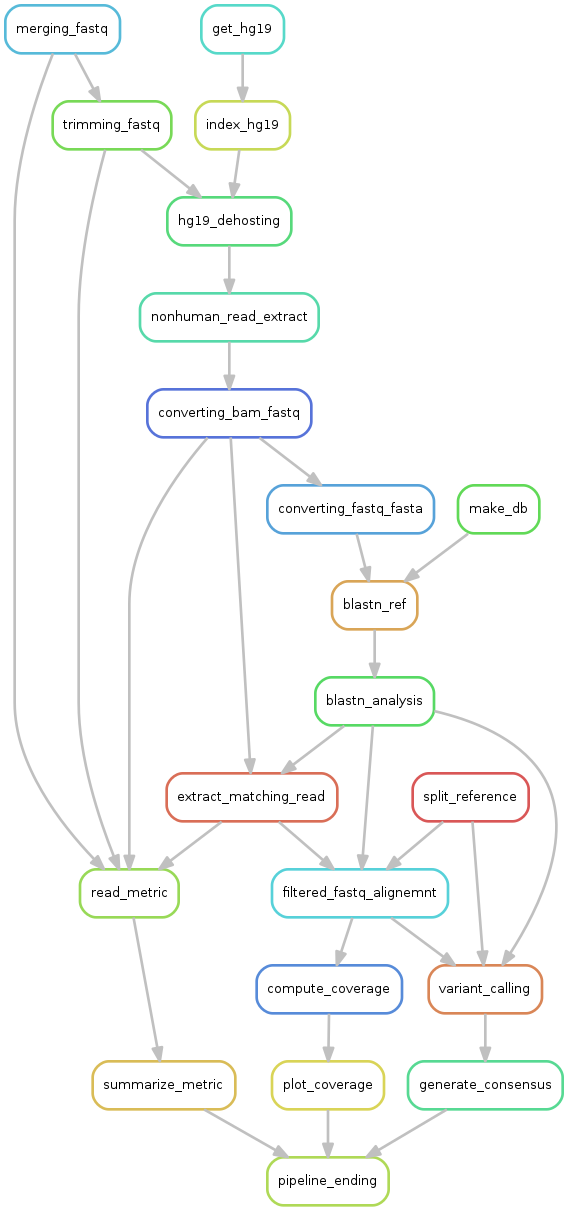 merging_fastq
get_hg19
trimming_fastq
index_hg19
hg19_dehosting
nonhuman_read_extract
converting_bam_fastq
converting_fastq_fasta
make_db
blastn_ref
blastn_analysis
extract_matching_read
split_reference
read_metric
filtered_fastq_alignemnt
compute_coverage
variant_calling
summarize_metric
plot_coverage
generate_consensus
pipeline_ending